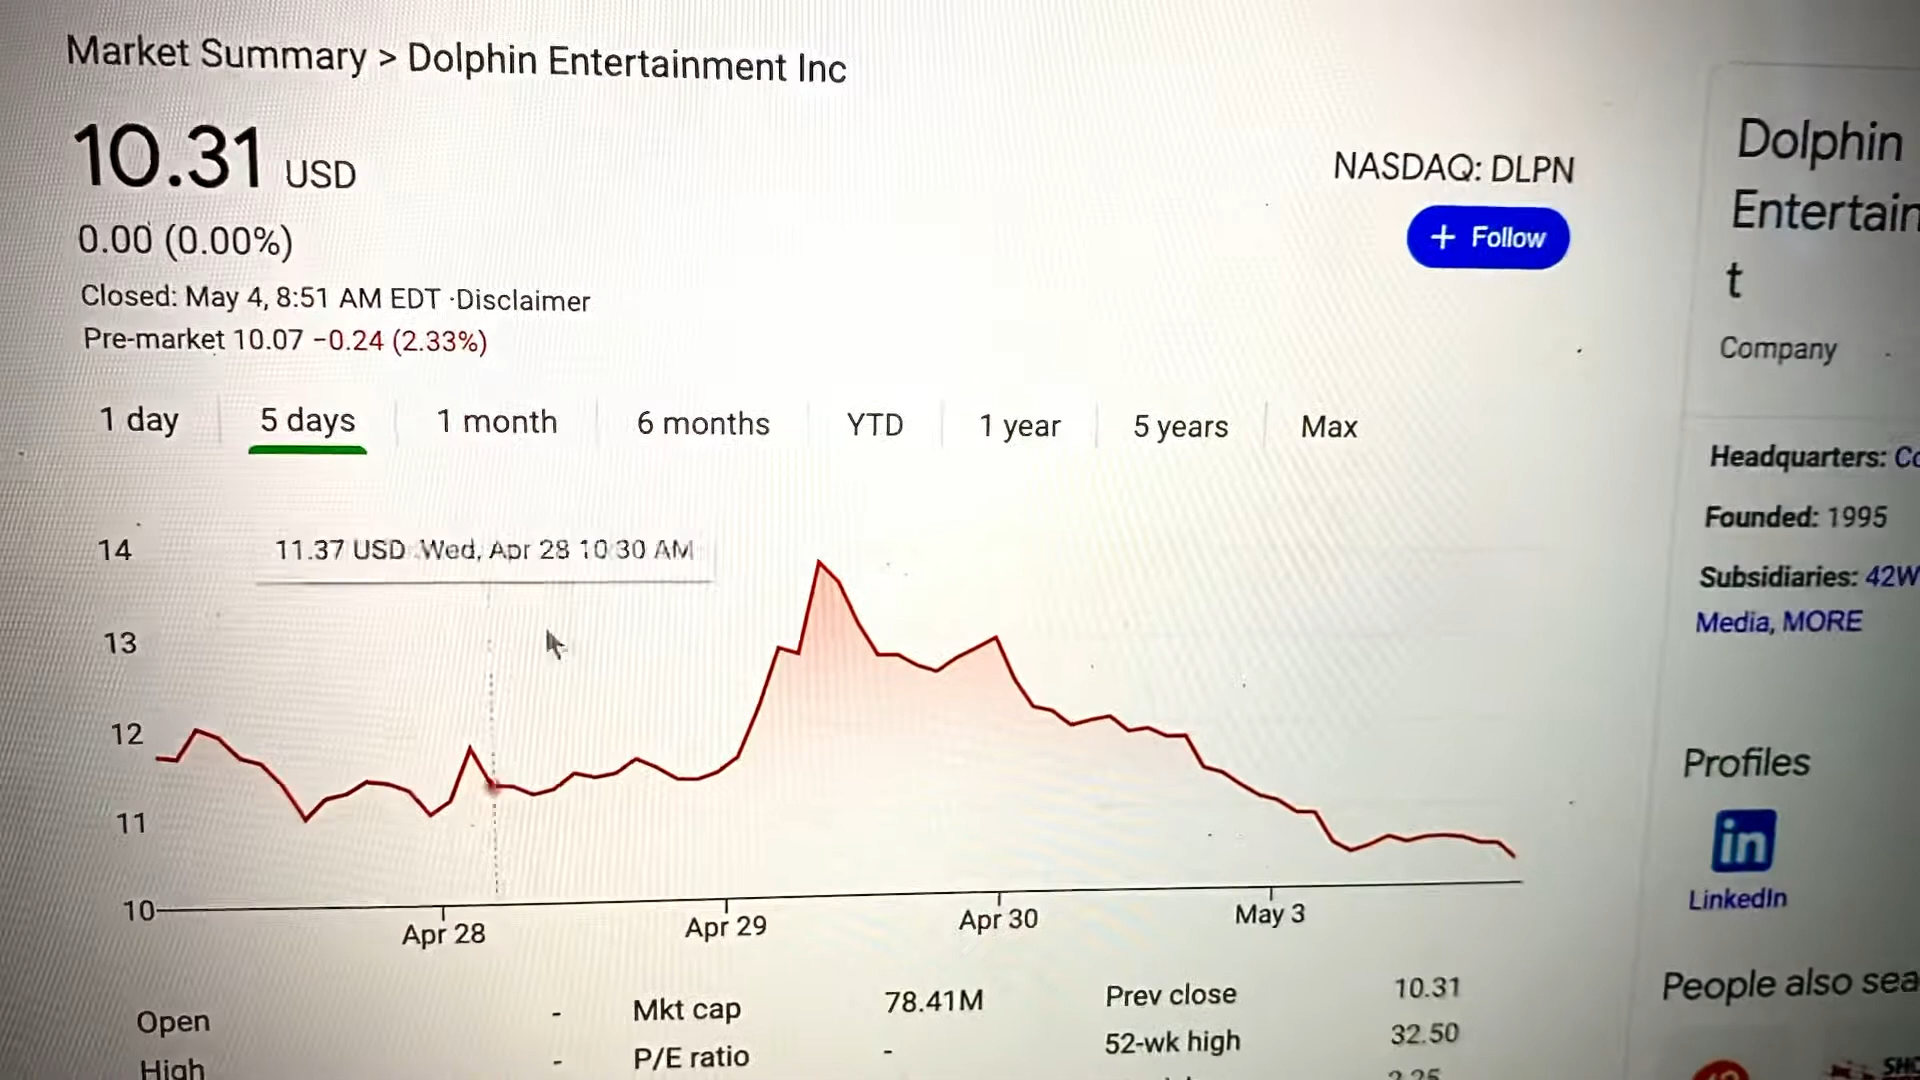 Market Summary > Dolphin Entertainment Inc
10.31 USD
0.00 (0.00%)
Closed: May 4, 8:51 AM EDT ·Disclaimer
Pre-market 10.07 −0.24 (2.33%)
NASDAQ: DLPN
+ Follow
1 day 5 days 1 month 6 months YTD 1 year 5 years Max
11.37 USD Wed, Apr 28 10:30 AM
14
13
12
11
10
Apr 28 Apr 29 Apr 30 May 3
Open - Mkt cap 78.41M Prev close 10.31
High - P/E ratio - 52-wk high 32.50
Dolphin
Entertain
t
Company
Headquarters:
Founded: 1995
Subsidiaries: 42W
Media, MORE
Profiles
in
LinkedIn
People also sea